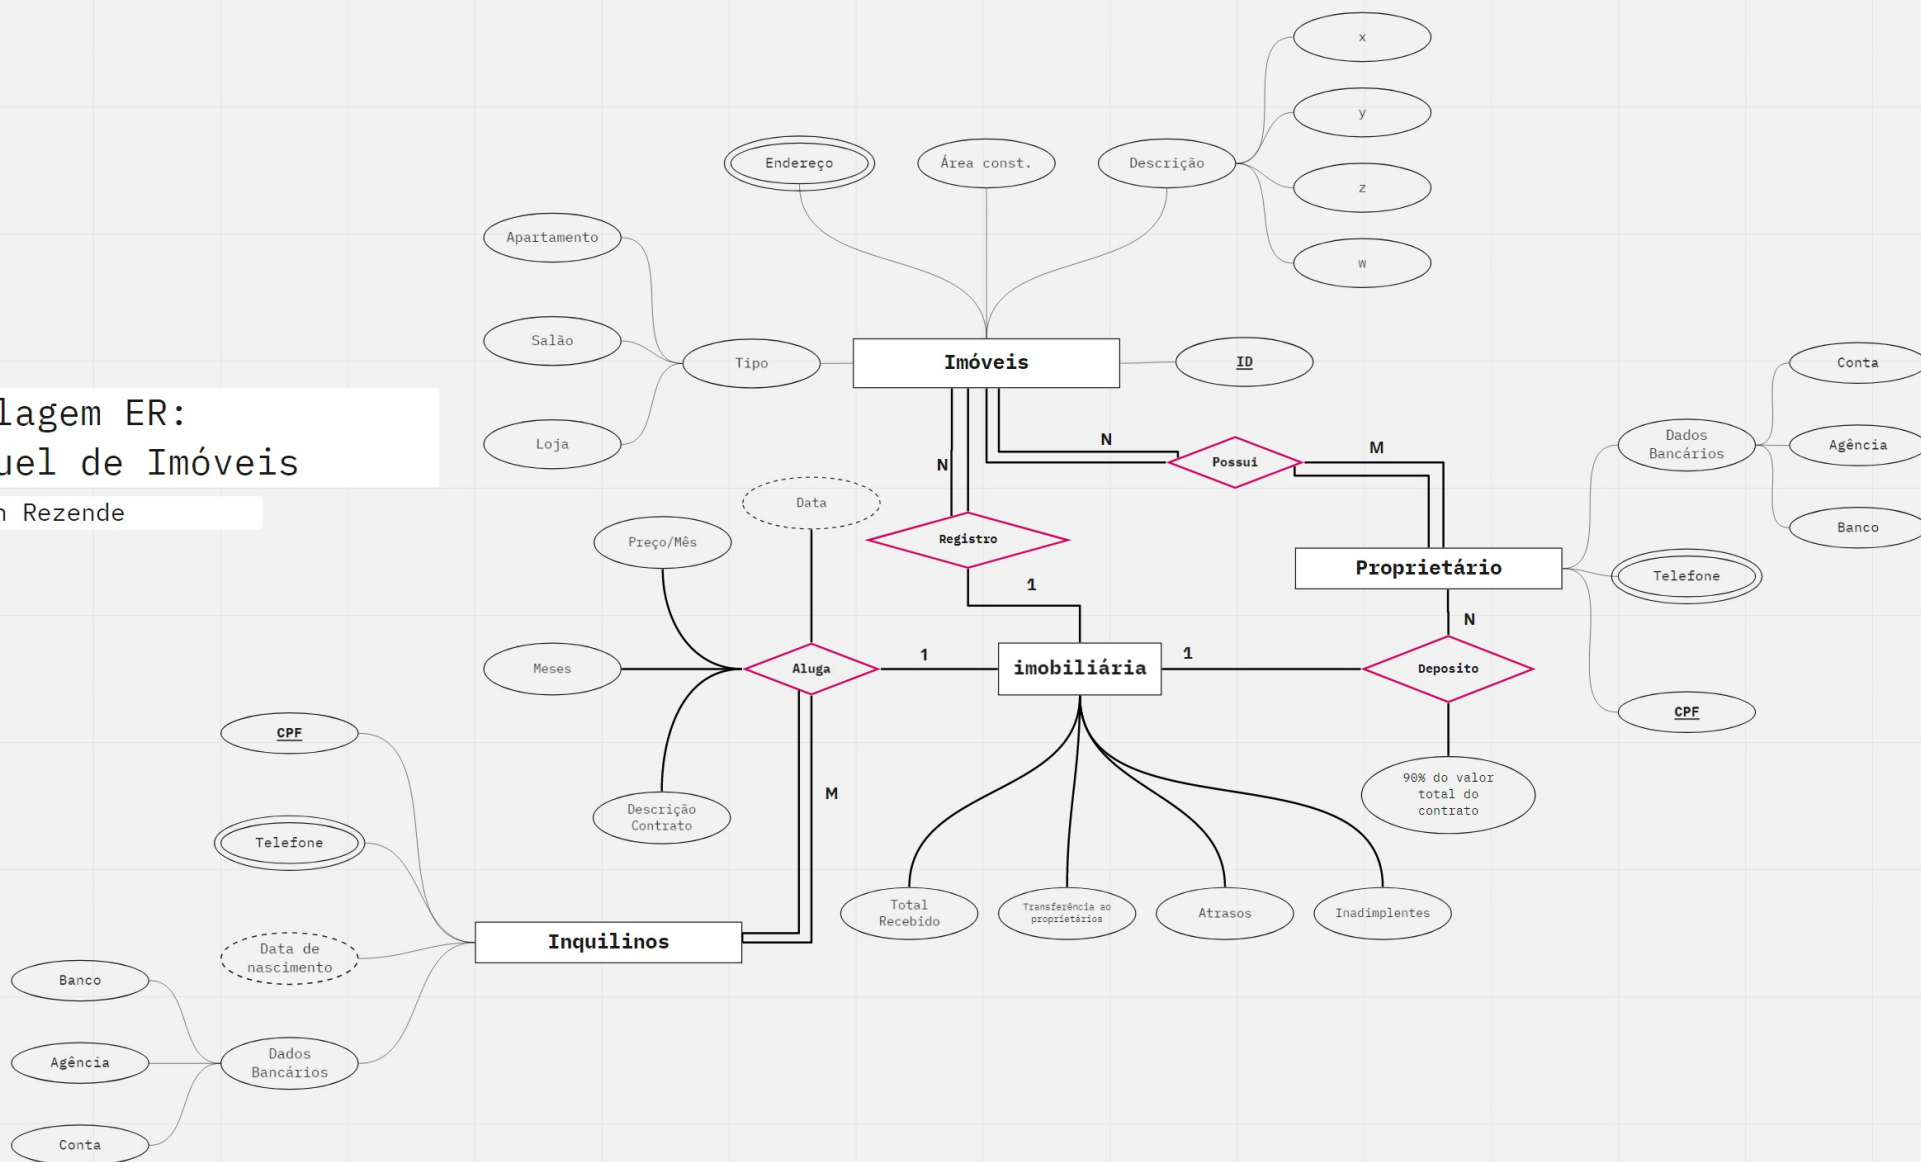 x
y
Endereço
Área const.
Descrição
z
Apartamento
w
Salão
Tipo
Imóveis
ID
Conta
lagem ER:
uel de Imóveis
n Rezende
Loja
N
M
Dados
Bancários
Agência
N
Possui
Data
Banco
Preço/Mês
Registro
Proprietário
Telefone
1
N
Meses
Aluga
1
imobiliária
1
Deposito
CPF
CPF
M
90% do valor
total do
contrato
Descrição
Contrato
Telefone
Total
Recebido
Transferência ao
proprietários
Atrasos
Inadimplentes
Inquilinos
Data de
nascimento
Banco
Agência
Dados
Bancários
Conta